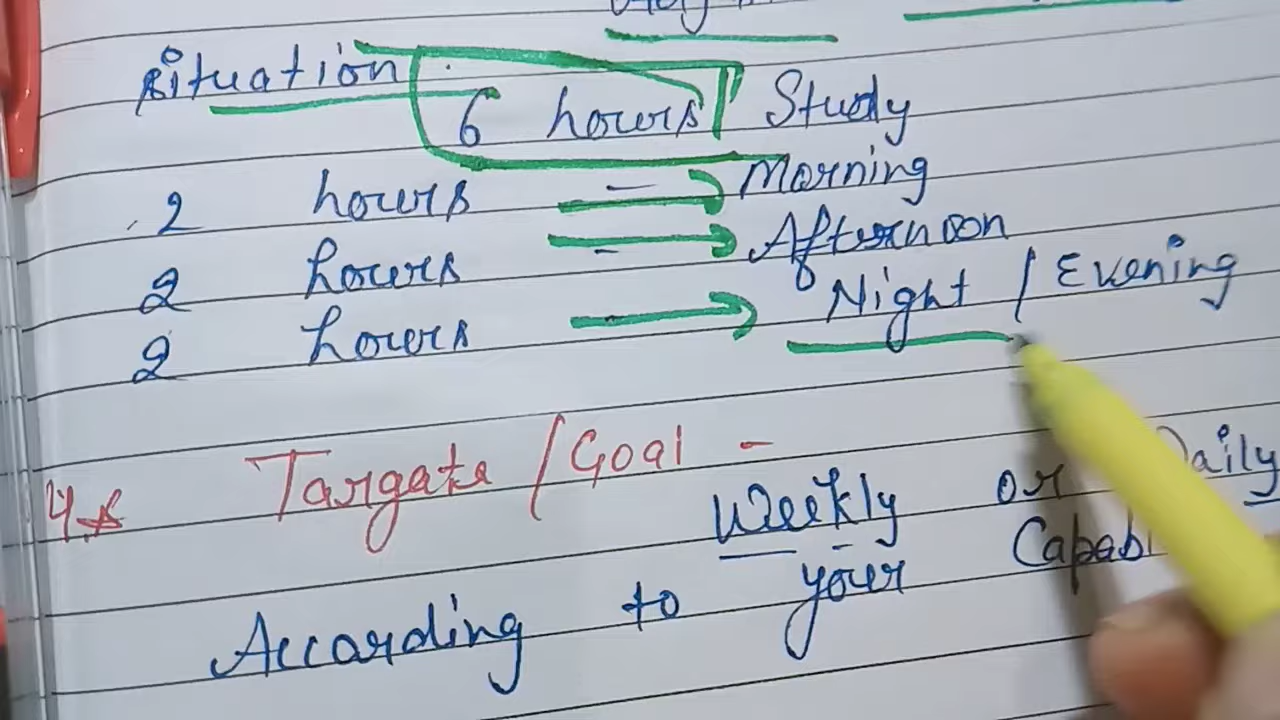 situation 6 hours Study
2 hours - Morning
2 hours - Afternoon
2 hours Night / Evening
4. Targate / Goal -
Weekly or Daily
According to your